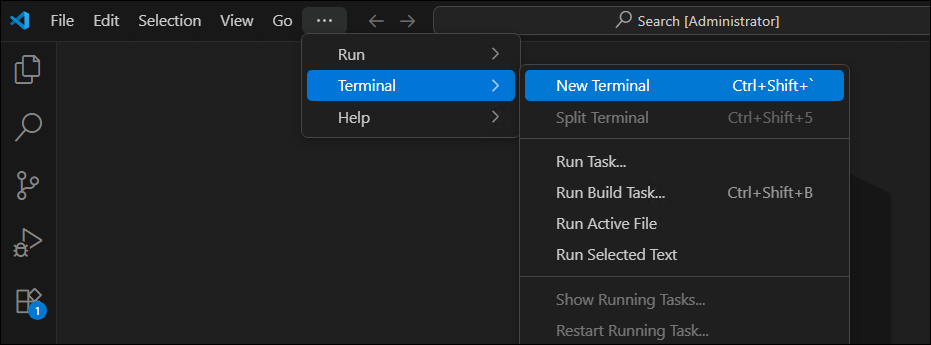 File Edit Selection View Go ... Search [Administrator]
Run
Terminal New Terminal Ctrl+Shift+`
Help Split Terminal Ctrl+Shift+5
Run Task...
Run Build Task... Ctrl+Shift+B
Run Active File
Run Selected Text
1
Show Running Tasks...
Restart Running Task...